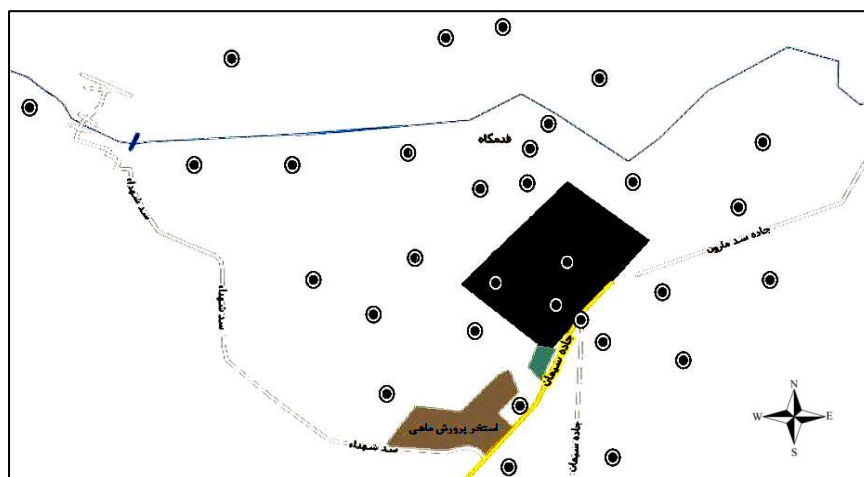 قدمگاه
سد شهداء
جاده سد مارون
سد شهداء
جاده سیمان
استخر پرورش ماهی
سد شهداء
جاده سیمان
N
W
E
S